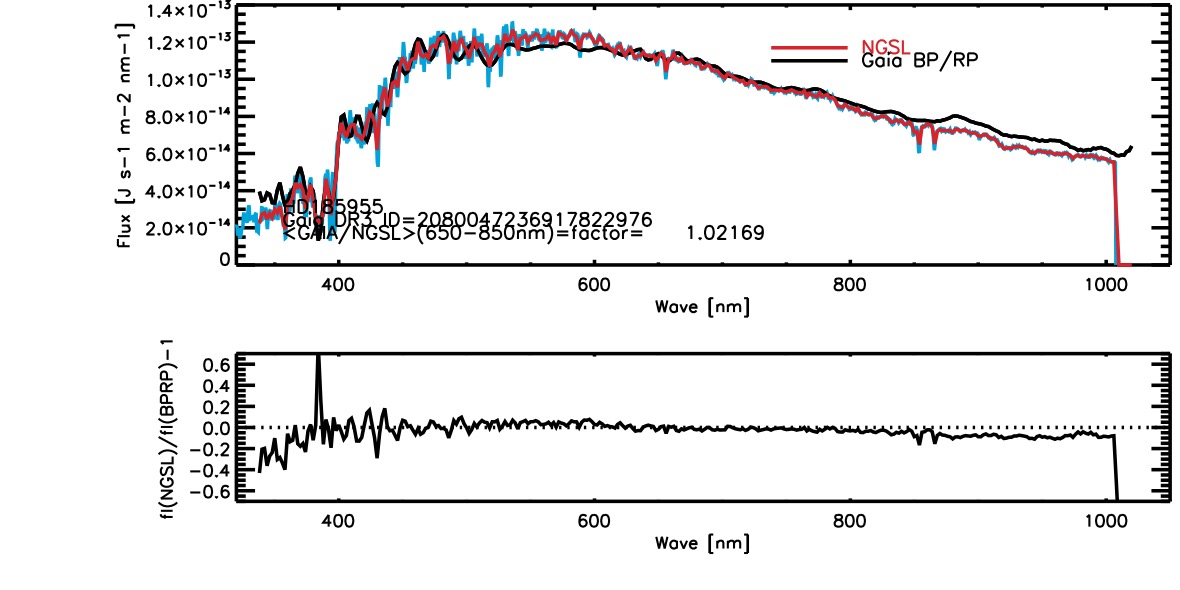 1.4×10−13
1.2×10−13
1.0×10−13
8.0×10−14
6.0×10−14
4.0×10−14
2.0×10−14
0
Flux [J s−1 m−2 nm−1]
NGSL
Gaia BP/RP
HD185955
Gaia DR3 ID=2080047236917822976
<GAIA/NGSL>(650−850nm)=factor= 1.02169
400 600 800 1000
Wave [nm]
fl(NGSL)/fl(BPRP)−1
0.6
0.4
0.2
0.0
−0.2
−0.4
−0.6
400 600 800 1000
Wave [nm]